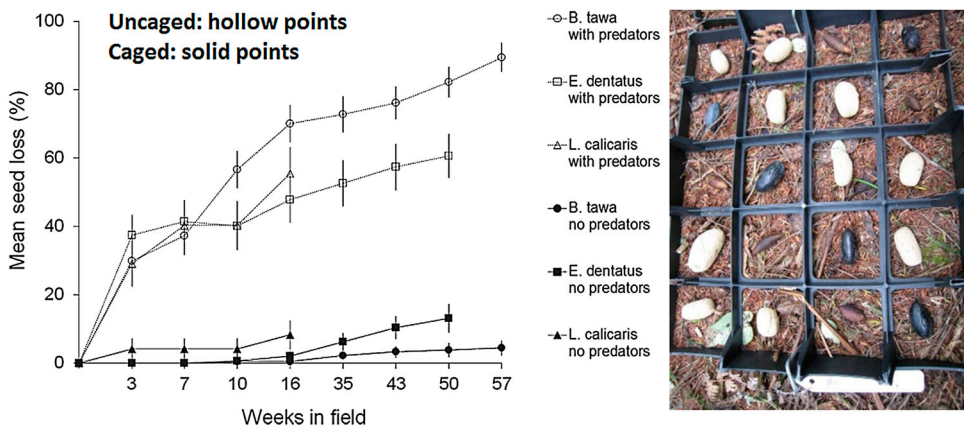 Uncaged: hollow points
Caged: solid points
Mean seed loss (%)
100
80
60
40
20
0
3 7 10 16 35 43 50 57
Weeks in field
B. tawa
with predators
E. dentatus
with predators
L. calicaris
with predators
B. tawa
no predators
E. dentatus
no predators
L. calicaris
no predators